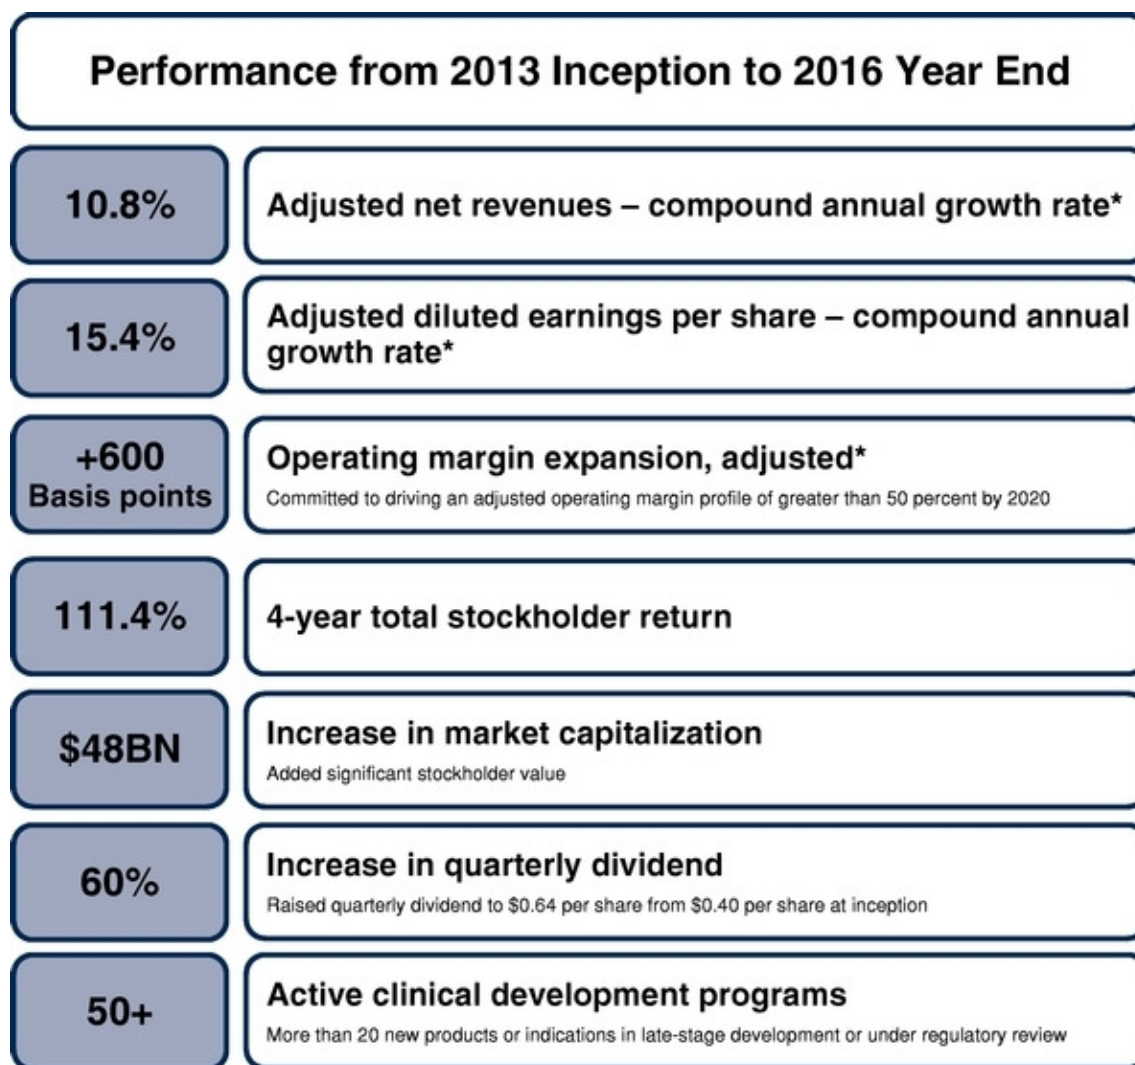 Performance from 2013 Inception to 2016 Year End
10.8%
Adjusted net revenues – compound annual growth rate*
15.4%
Adjusted diluted earnings per share – compound annual
growth rate*
+600
Basis points
Operating margin expansion, adjusted*
Committed to driving an adjusted operating margin profile of greater than 50 percent by 2020
111.4%
4-year total stockholder return
$48BN
Increase in market capitalization
Added significant stockholder value
60%
Increase in quarterly dividend
Raised quarterly dividend to $0.64 per share from $0.40 per share at inception
50+
Active clinical development programs
More than 20 new products or indications in late-stage development or under regulatory review